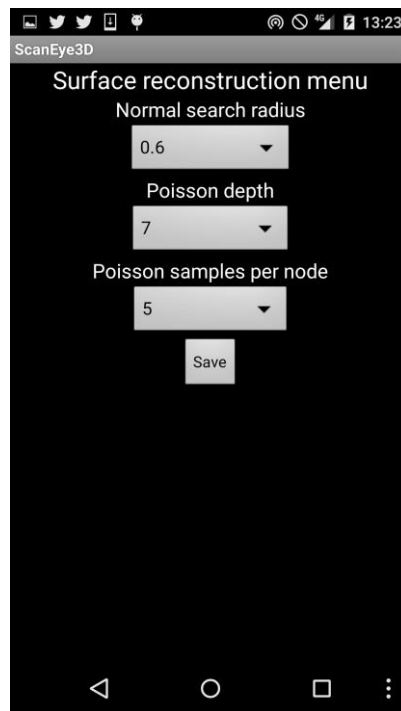 4G 13:23
ScanEye3D
Surface reconstruction menu
Normal search radius
0.6
Poisson depth
7
Poisson samples per node
5
Save